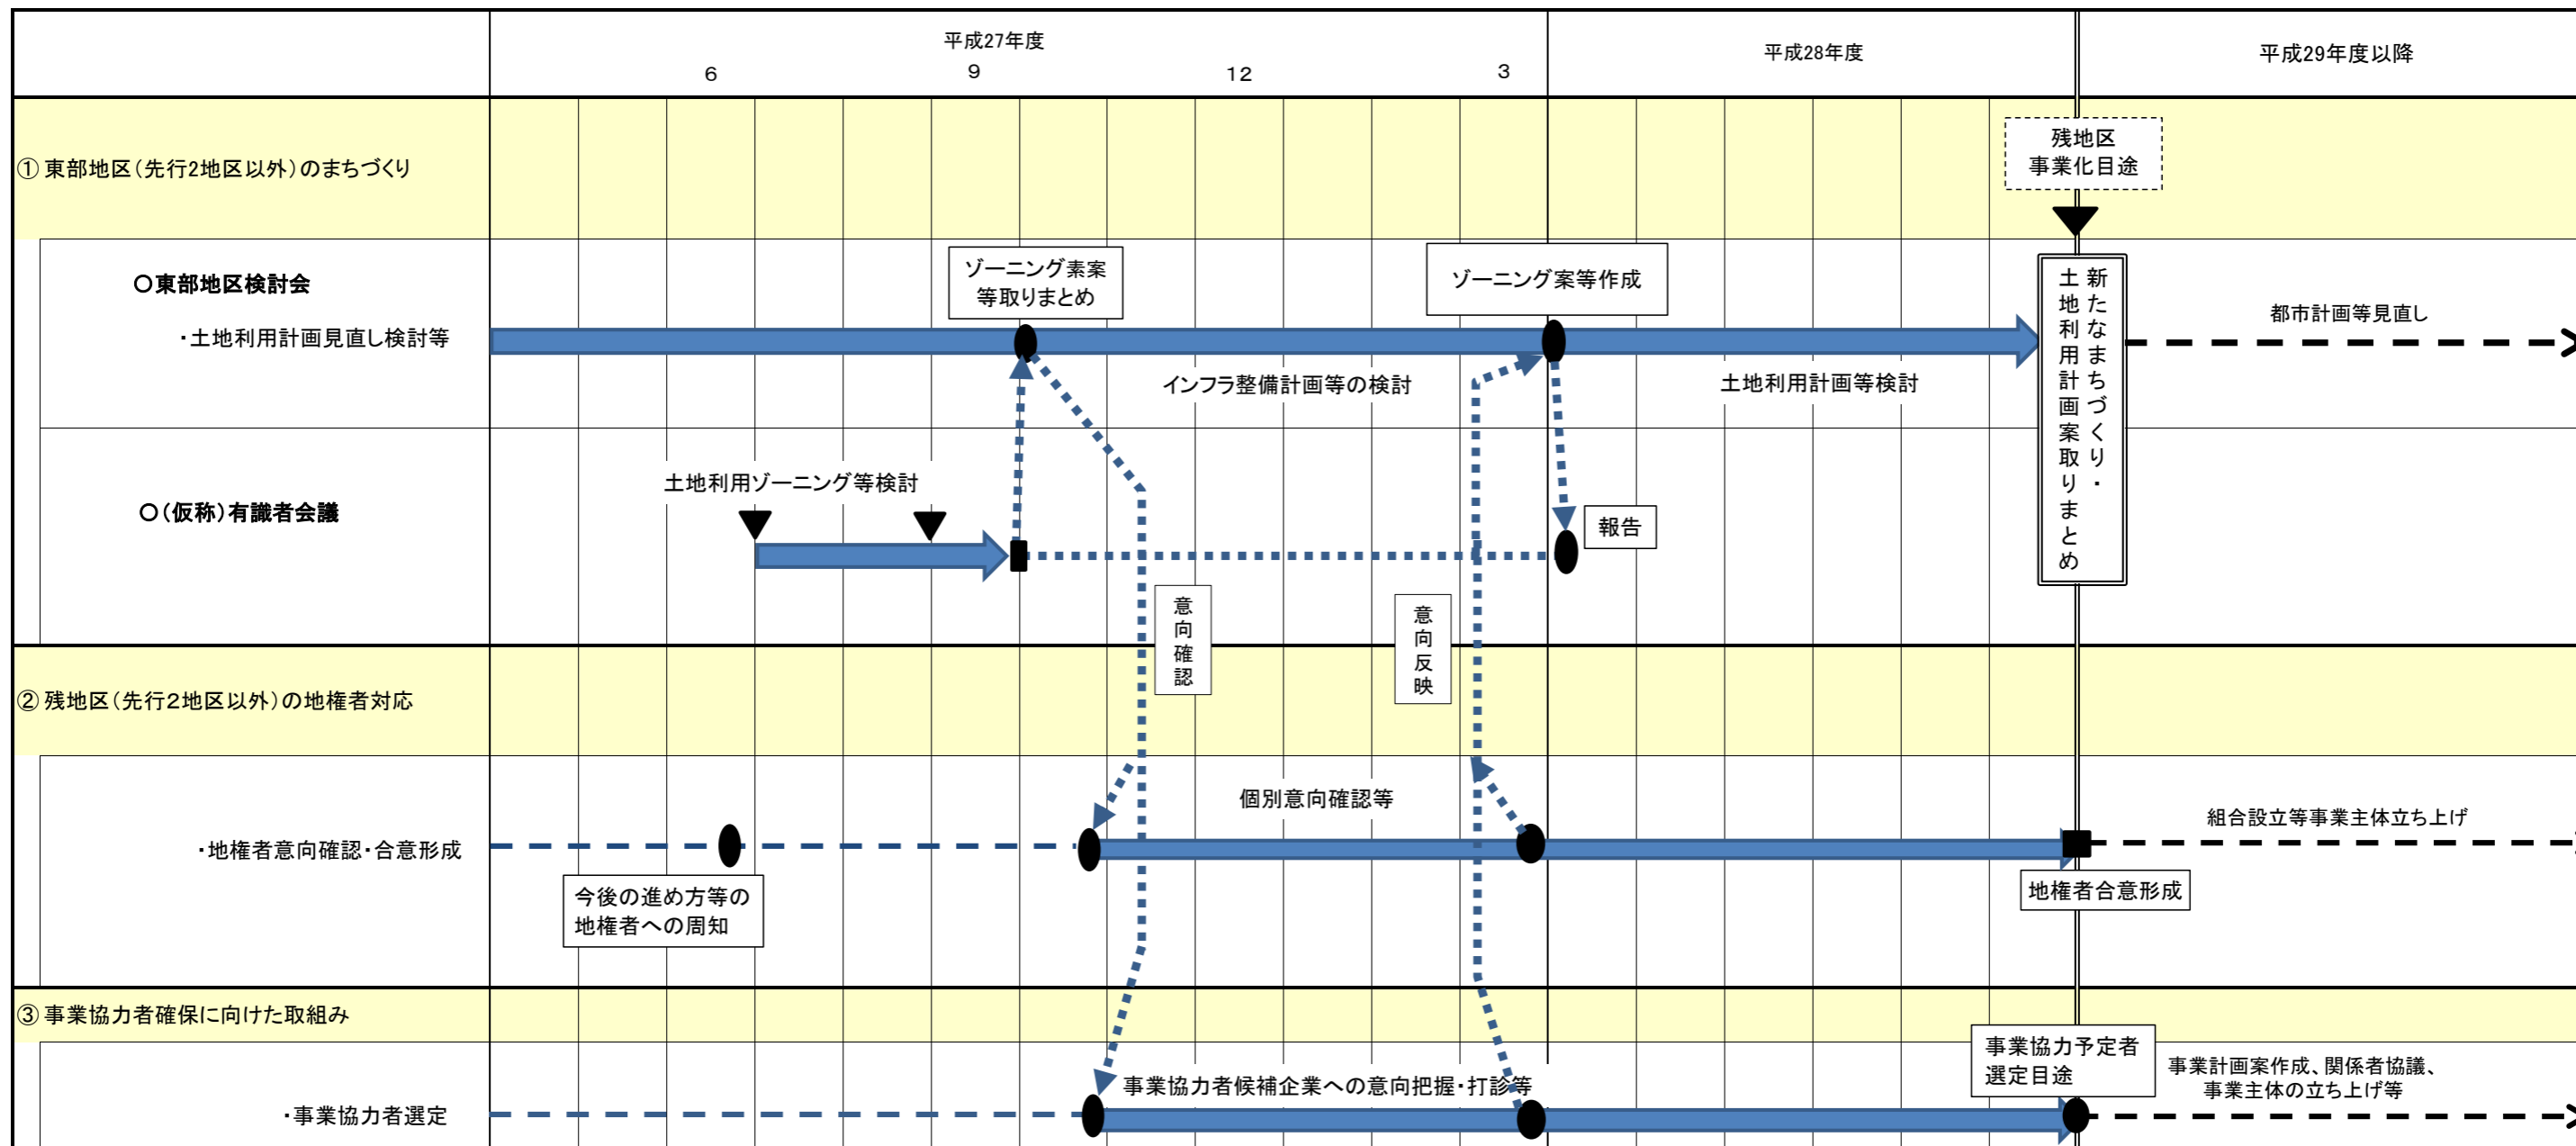 平成27年度
6
9
12
3
平成28年度
平成29年度以降
①東部地区(先行2地区以外)のまちづくり
残地区
事業化目途
○東部地区検討会
・土地利用計画見直し検討等
ゾーニング素案
等取りまとめ
ゾーニング案等作成
インフラ整備計画等の検討
土地利用計画等検討
新たなまちづくり・
土地利用計画案取りまとめ
都市計画等見直し
○(仮称)有識者会議
土地利用ゾーニング等検討
報告
意向確認
意向反映
②残地区(先行2地区以外)の地権者対応
・地権者意向確認・合意形成
今後の進め方等の
地権者への周知
個別意向確認等
地権者合意形成
組合設立等事業主体立ち上げ
③事業協力者確保に向けた取組み
・事業協力者選定
事業協力者候補企業への意向把握・打診等
事業協力予定者
選定目途
事業計画案作成、関係者協議、
事業主体の立ち上げ等